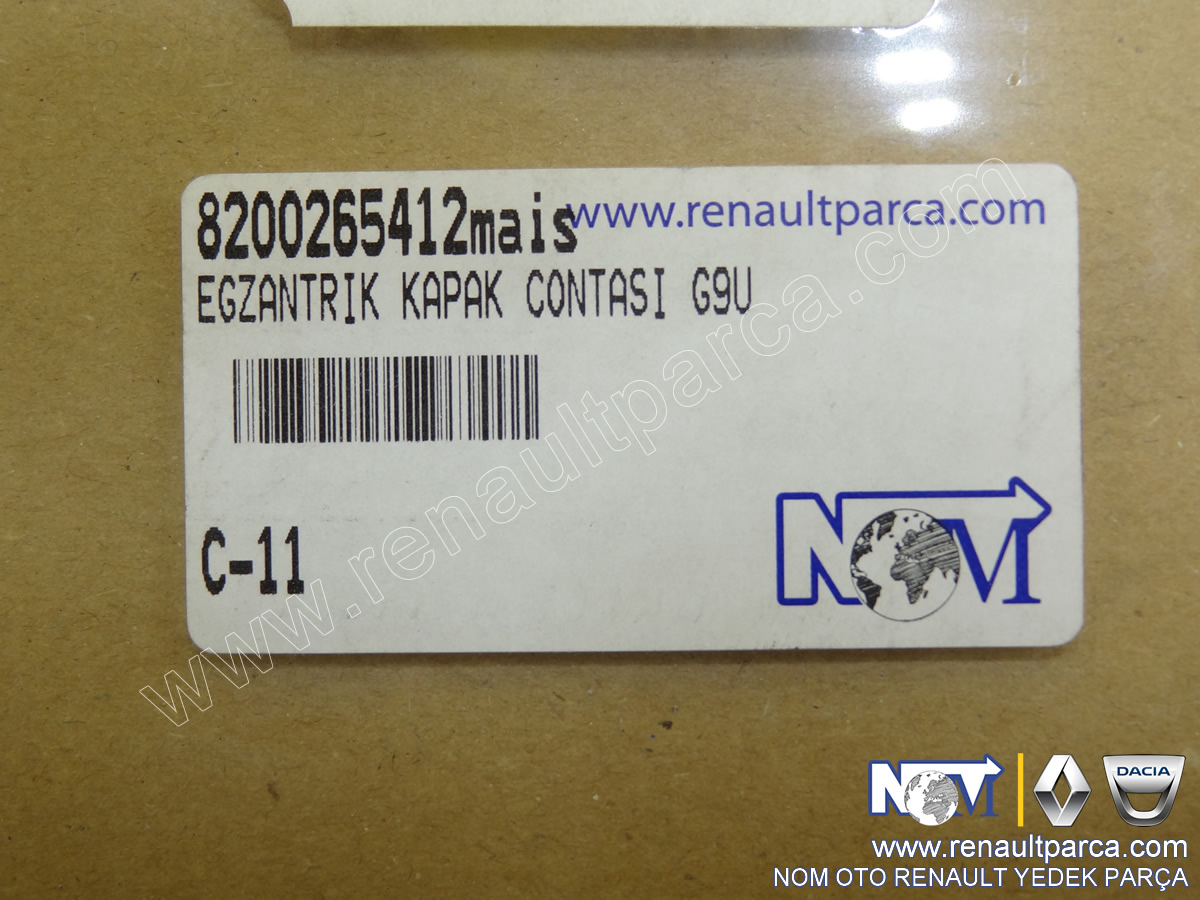 8200265412mais
www.renaultparca.com
EGZANTRIK KAPAK CONTASI G9U
C-11
NOM
www.renaultparca.com
NOM
DACIA
www.renaultparca.com
NOM OTO RENAULT YEDEK PARÇA